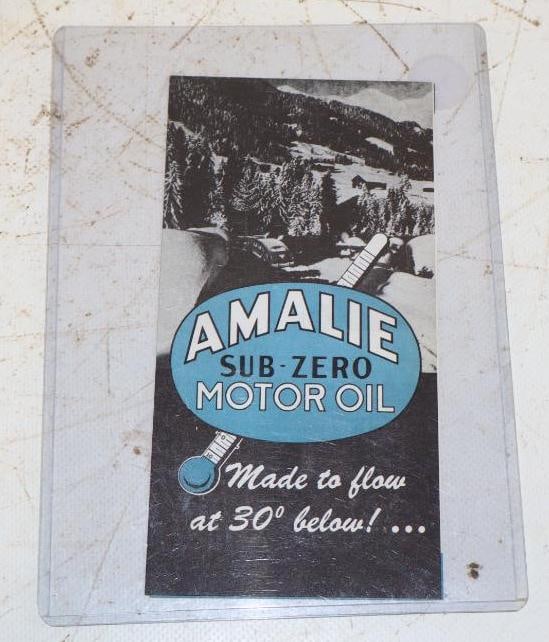 AMALIE
SUB-ZERO
MOTOR OIL
Made to flow
at 30° below! ...